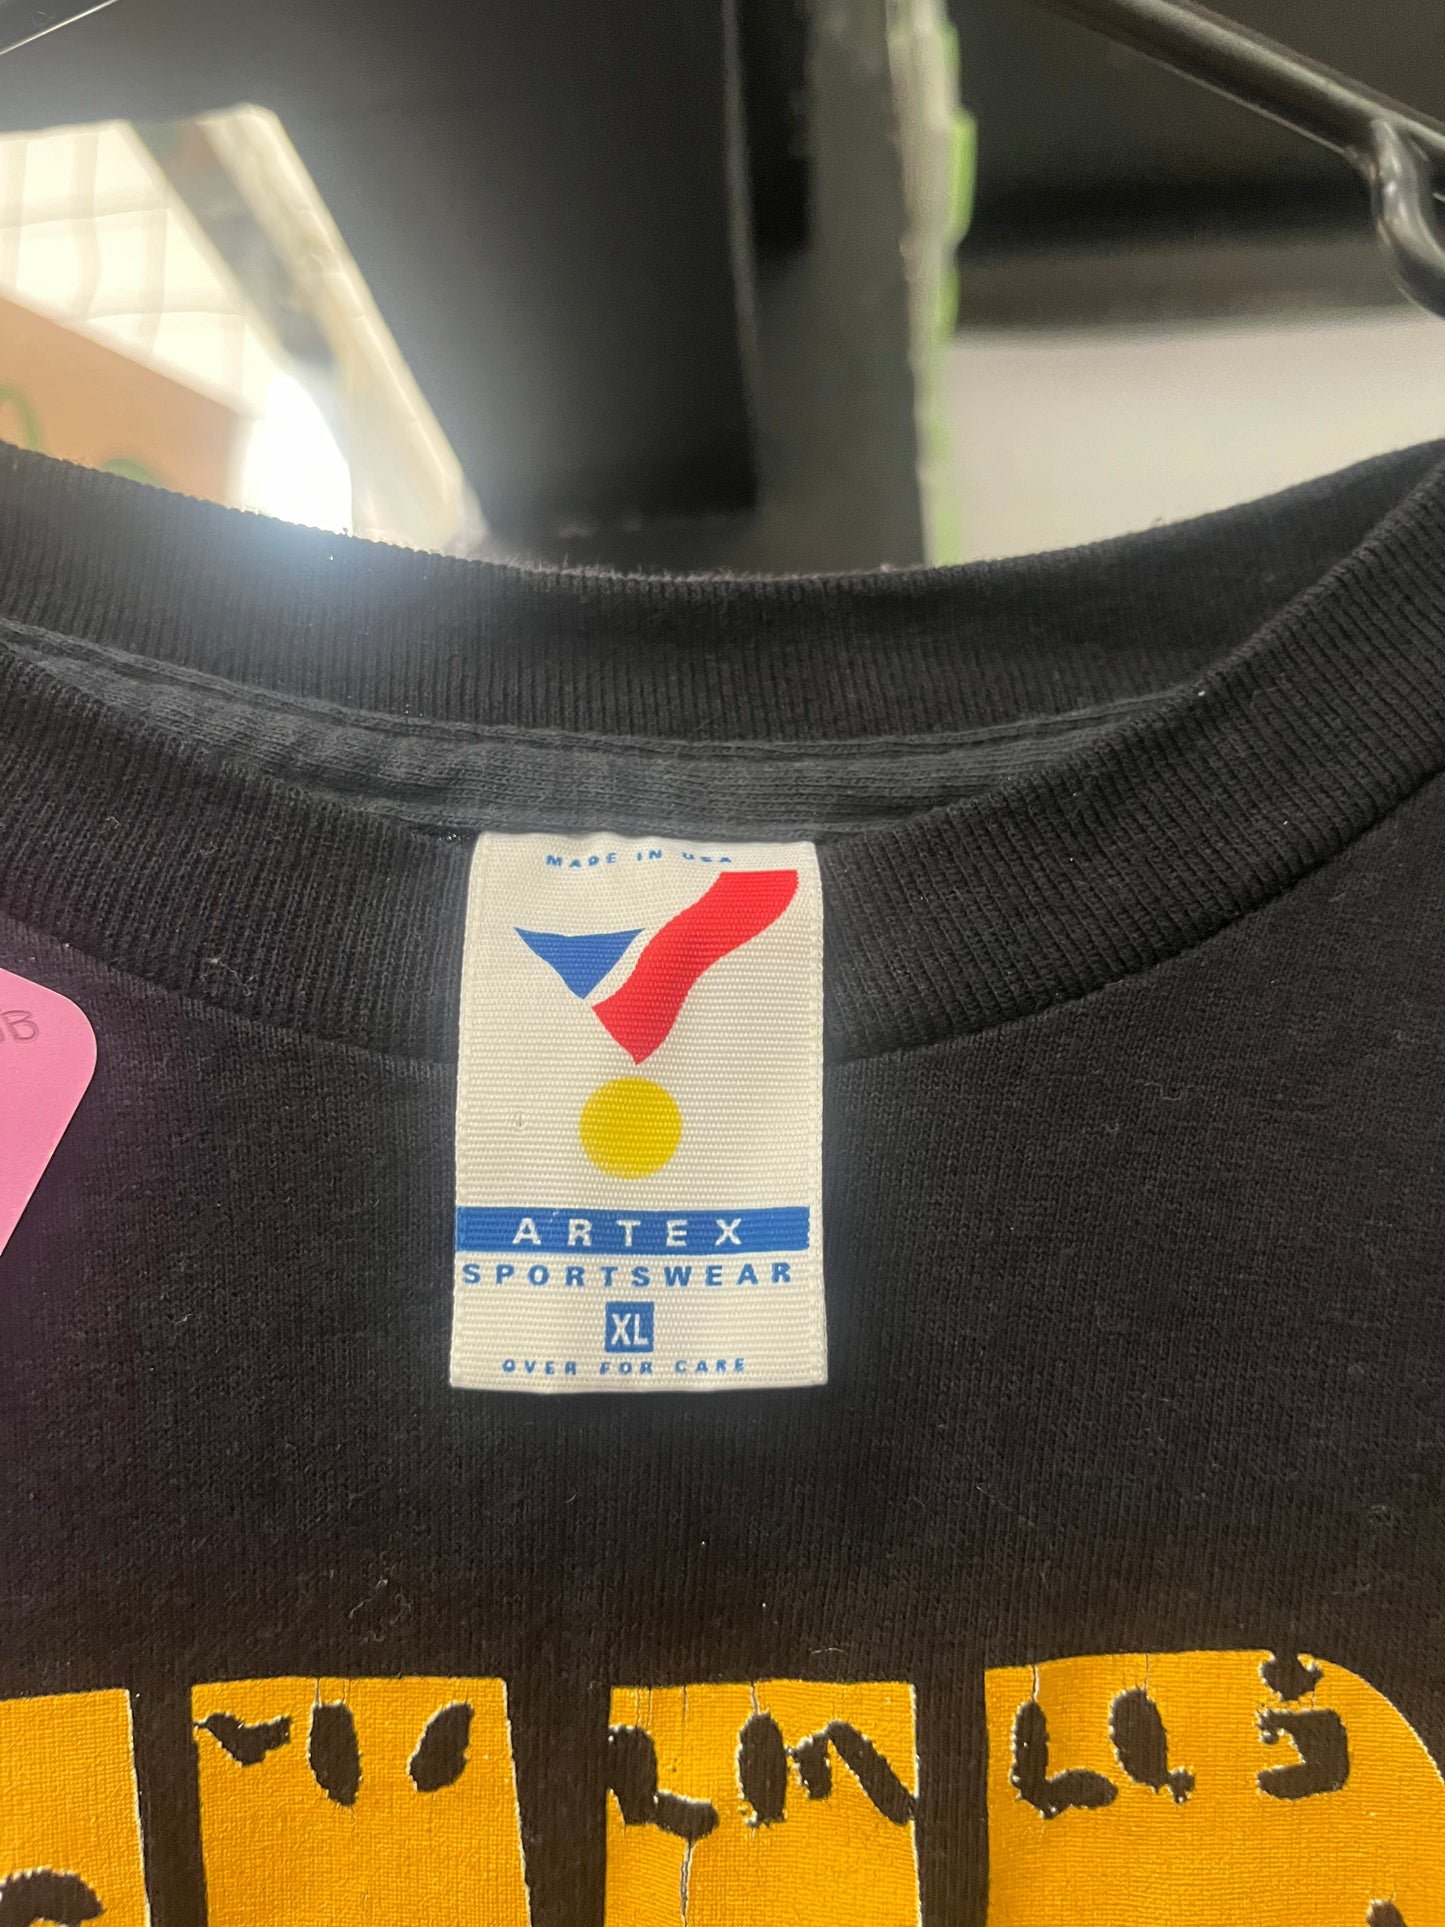 MADE IN USA
ARTEX
SPORTSWEAR
XL
OVER FOR CARE